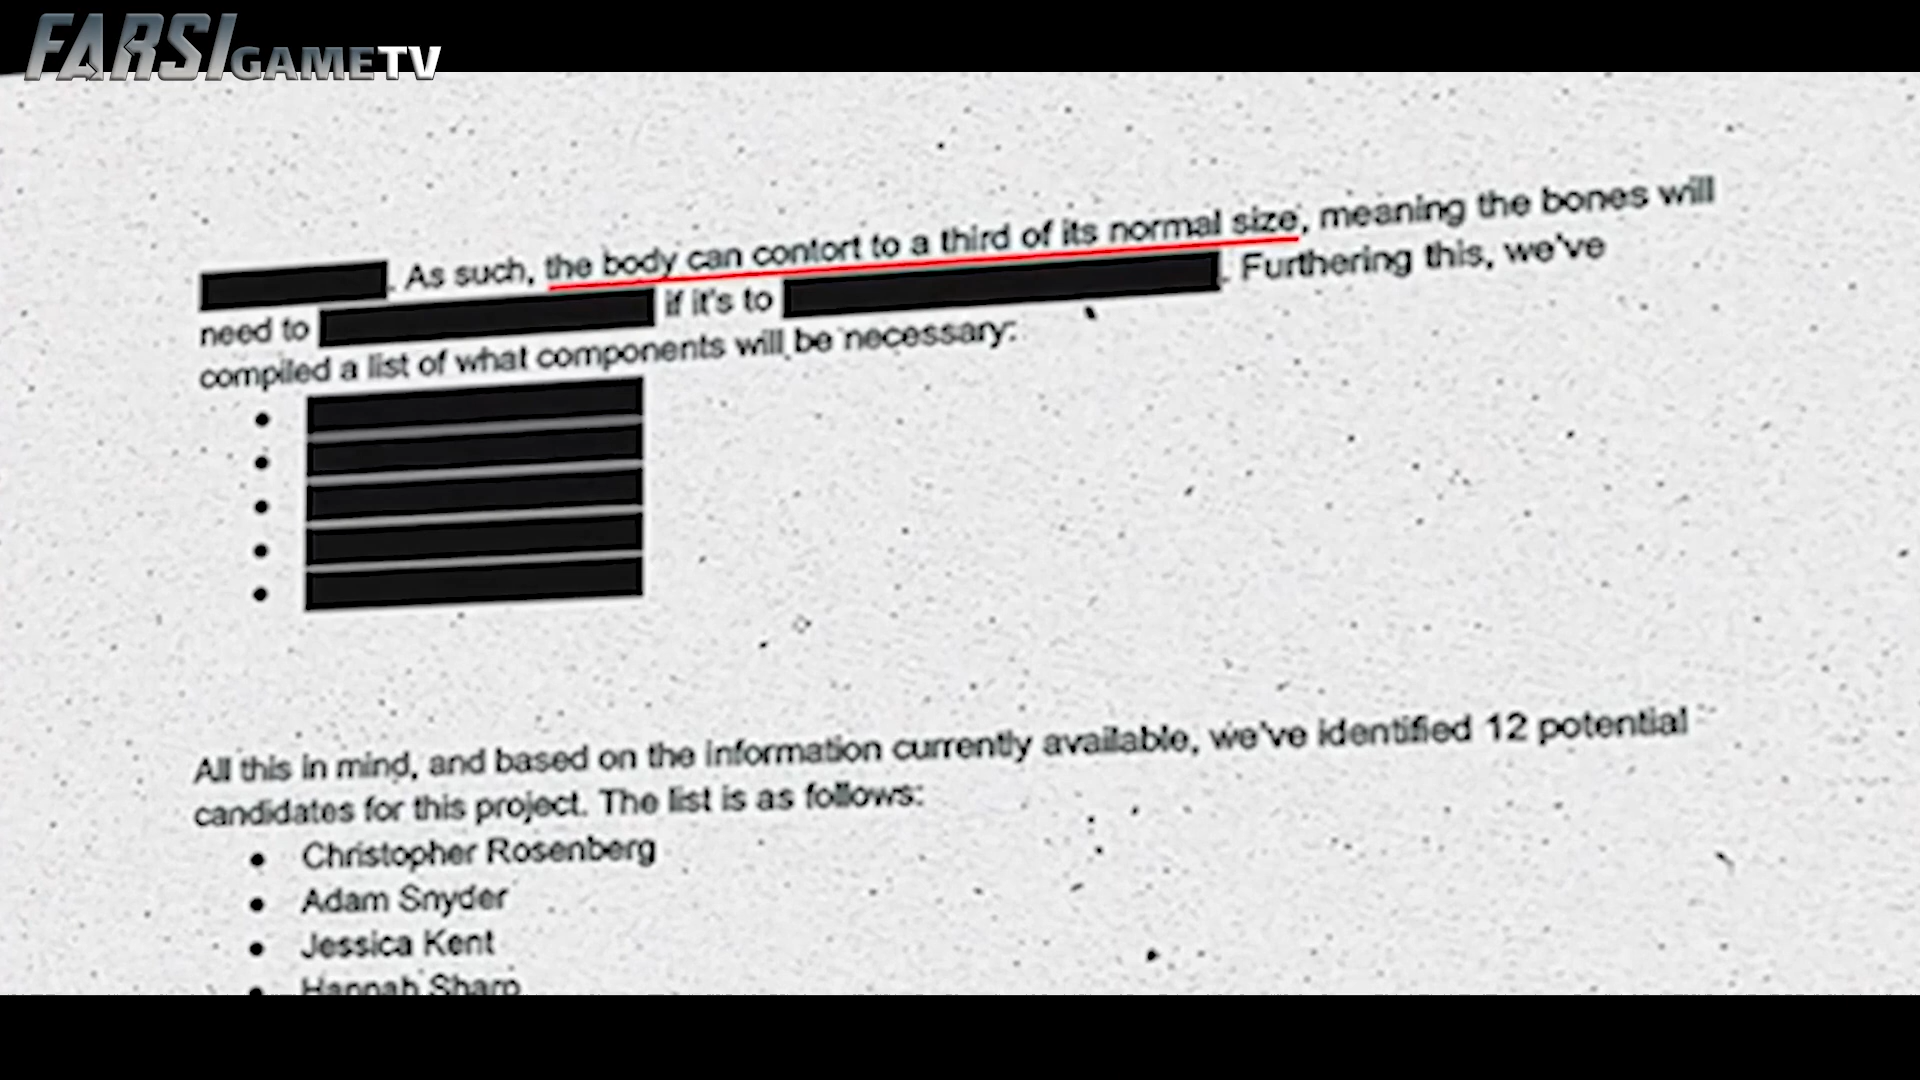 FARSIGAMETV
. As such, the body can contort to a third of its normal size, meaning the bones will
need to if it's to . Furthering this, we've
compiled a list of what components will be necessary:
All this in mind, and based on the information currently available, we've identified 12 potential
candidates for this project. The list is as follows:
• Christopher Rosenberg
• Adam Snyder
• Jessica Kent
• Hannah Sharp